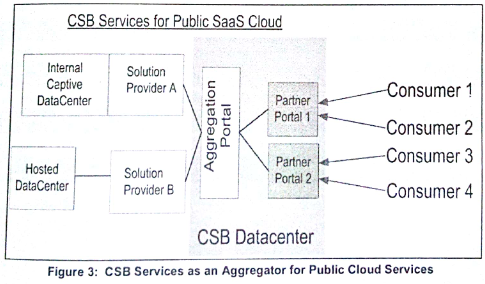 CSB Services for Public SaaS Cloud
Internal
Captive
DataCenter
Solution
Provider A
Hosted
DataCenter
Solution
Provider B
Aggregation
Portal
Partner
Portal 1
Partner
Portal 2
Consumer 1
Consumer 2
Consumer 3
Consumer 4
CSB Datacenter
Figure 3: CSB Services as an Aggregator for Public Cloud Services